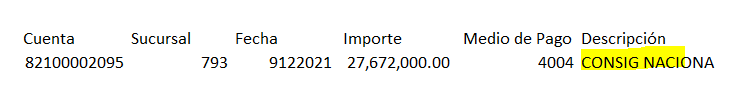 Cuenta Sucursal Fecha Importe Medio de Pago Descripción
82100002095 793 9122021 27,672,000.00 4004 CONSIG NACIONA